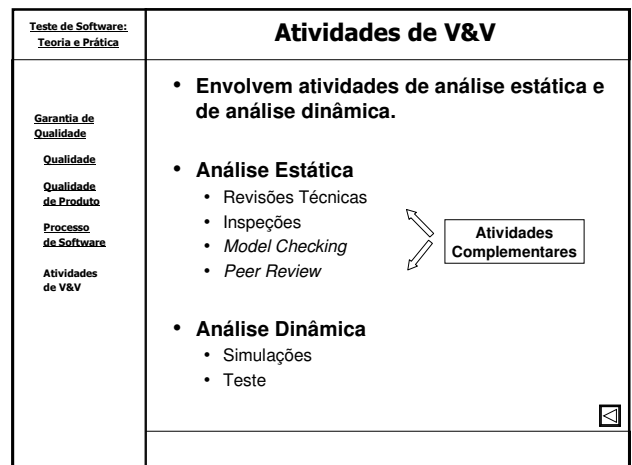 Teste de Software:
Teoria e Prática
Atividades de V&V
Garantia de
Qualidade
Qualidade
Qualidade
de Produto
Processo
de Software
Atividades
de V&V
• Envolvem atividades de análise estática e
de análise dinâmica.
• Análise Estática
• Revisões Técnicas
• Inspeções
• Model Checking
• Peer Review
Atividades
Complementares
• Análise Dinâmica
• Simulações
• Teste